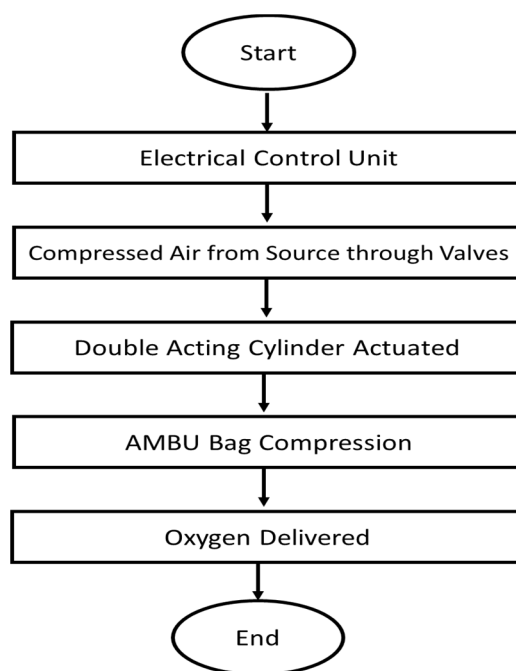 Start
Electrical Control Unit
Compressed Air from Source through Valves
Double Acting Cylinder Actuated
AMBU Bag Compression
Oxygen Delivered
End